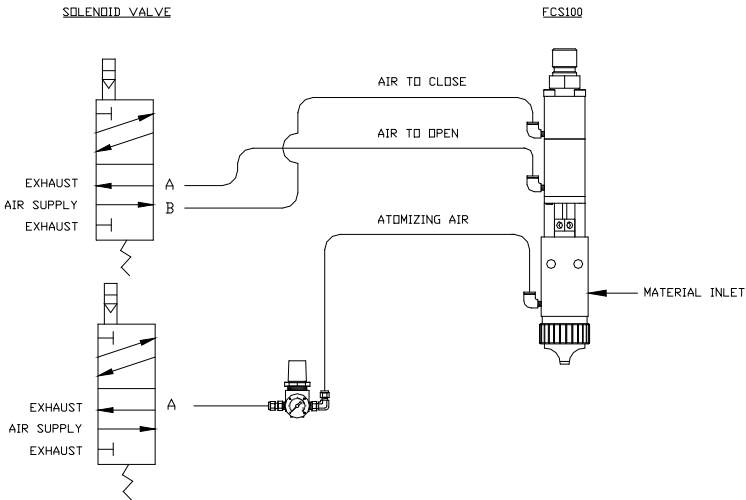 SOLENOID VALVE
FCS100
AIR TO CLOSE
AIR TO OPEN
EXHAUST
A
AIR SUPPLY
B
EXHAUST
ATOMIZING AIR
MATERIAL INLET
EXHAUST
A
AIR SUPPLY
EXHAUST